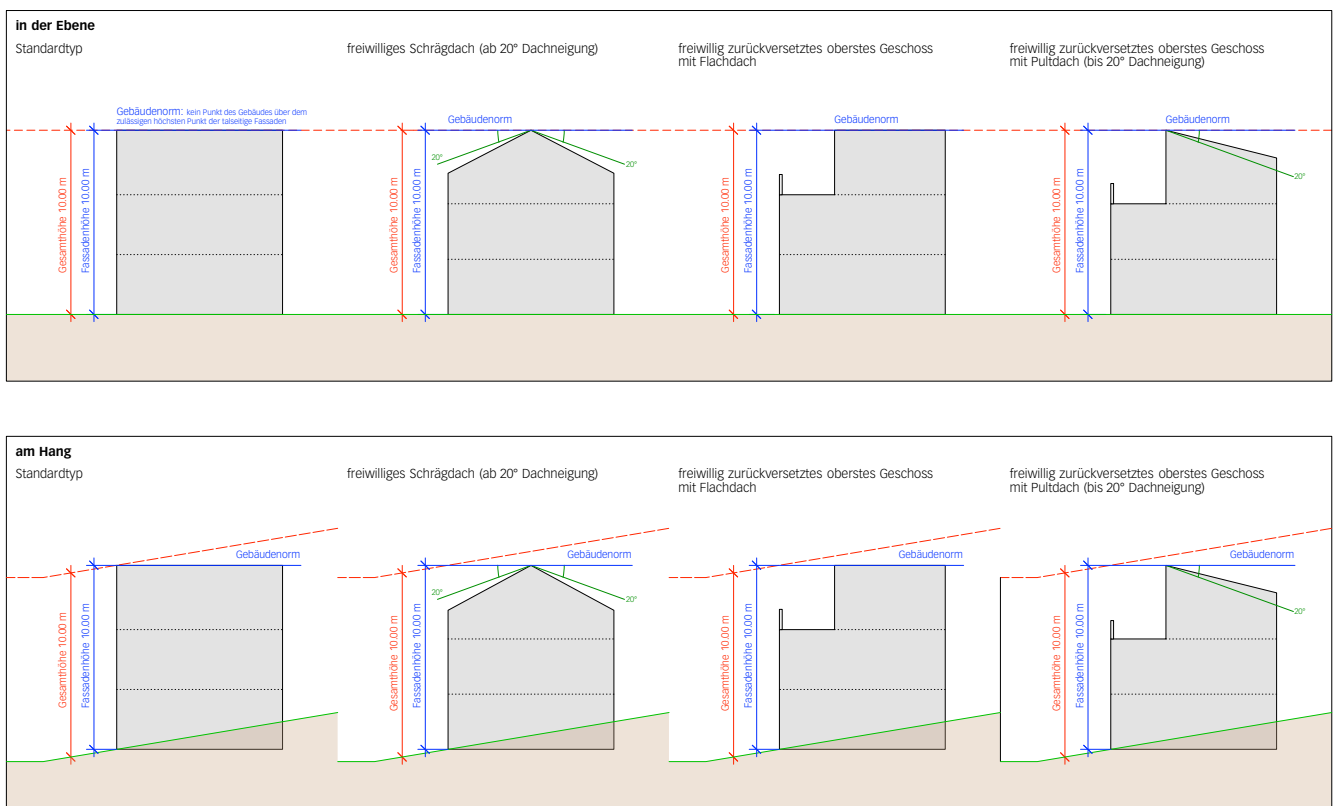 in der Ebene
Standardtyp
freiwilliges Schrägdach (ab 20° Dachneigung)
freiwillig zurückversetztes oberstes Geschoss
mit Flachdach
freiwillig zurückversetztes oberstes Geschoss
mit Pultdach (bis 20° Dachneigung)
Gebäudenorm: kein Punkt des Gebäudes über dem
zulässigen höchsten Punkt der talseitige Fassaden
Gesamthöhe 10.00 m
Fassadenhöhe 10.00 m
Gebäudenorm
20°
20°
Gesamthöhe 10.00 m
Fassadenhöhe 10.00 m
Gebäudenorm
Gesamthöhe 10.00 m
Fassadenhöhe 10.00 m
Gebäudenorm
20°
Gesamthöhe 10.00 m
Fassadenhöhe 10.00 m
am Hang
Standardtyp
freiwilliges Schrägdach (ab 20° Dachneigung)
freiwillig zurückversetztes oberstes Geschoss
mit Flachdach
freiwillig zurückversetztes oberstes Geschoss
mit Pultdach (bis 20° Dachneigung)
Gebäudenorm
Gesamthöhe 10.00 m
Fassadenhöhe 10.00 m
Gebäudenorm
20°
20°
Gesamthöhe 10.00 m
Fassadenhöhe 10.00 m
Gebäudenorm
Gesamthöhe 10.00 m
Fassadenhöhe 10.00 m
Gebäudenorm
20°
Gesamthöhe 10.00 m
Fassadenhöhe 10.00 m